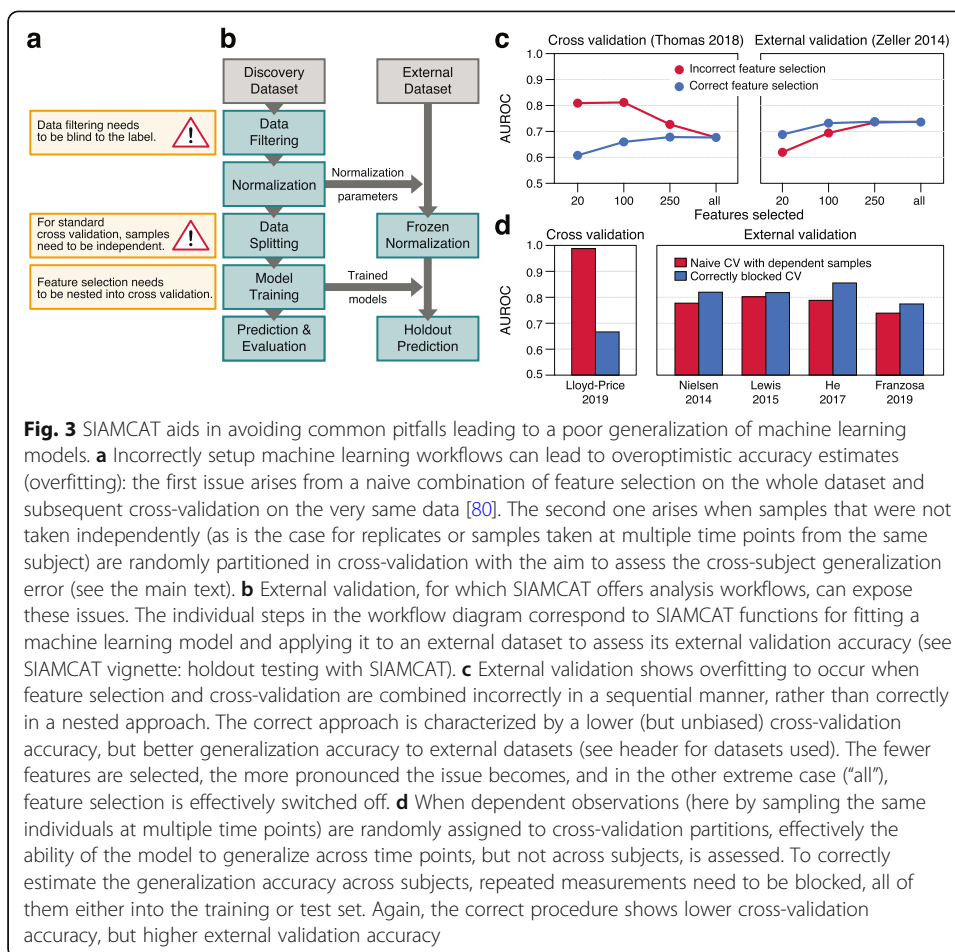 a
b
Discovery
Dataset
External
Dataset
Data filtering needs
to be blind to the label.
!
Data
Filtering
Normalization
Normalization
parameters
For standard
cross validation, samples
need to be independent.
!
Data
Splitting
Frozen
Normalization
Feature selection needs
to be nested into cross validation.
Model
Training
Trained
models
Prediction &
Evaluation
Holdout
Prediction
c
Cross validation (Thomas 2018)
External validation (Zeller 2014)
Incorrect feature selection
Correct feature selection
AUROC
1.0
0.9
0.8
0.7
0.6
0.5
20 100 250 all
20 100 250 all
Features selected
d
Cross validation
External validation
Naive CV with dependent samples
Correctly blocked CV
AUROC
1.0
0.9
0.8
0.7
0.6
0.5
Lloyd-Price
2019
Nielsen
2014
Lewis
2015
He
2017
Franzosa
2019
Fig. 3 SIAMCAT aids in avoiding common pitfalls leading to a poor generalization of machine learning
models. a Incorrectly setup machine learning workflows can lead to overoptimistic accuracy estimates
(overfitting): the first issue arises from a naive combination of feature selection on the whole dataset and
subsequent cross-validation on the very same data [80]. The second one arises when samples that were not
taken independently (as is the case for replicates or samples taken at multiple time points from the same
subject) are randomly partitioned in cross-validation with the aim to assess the cross-subject generalization
error (see the main text). b External validation, for which SIAMCAT offers analysis workflows, can expose
these issues. The individual steps in the workflow diagram correspond to SIAMCAT functions for fitting a
machine learning model and applying it to an external dataset to assess its external validation accuracy (see
SIAMCAT vignette: holdout testing with SIAMCAT). c External validation shows overfitting to occur when
feature selection and cross-validation are combined incorrectly in a sequential manner, rather than correctly
in a nested approach. The correct approach is characterized by a lower (but unbiased) cross-validation
accuracy, but better generalization accuracy to external datasets (see header for datasets used). The fewer
features are selected, the more pronounced the issue becomes, and in the other extreme case (“all”),
feature selection is effectively switched off. d When dependent observations (here by sampling the same
individuals at multiple time points) are randomly assigned to cross-validation partitions, effectively the
ability of the model to generalize across time points, but not across subjects, is assessed. To correctly
estimate the generalization accuracy across subjects, repeated measurements need to be blocked, all of
them either into the training or test set. Again, the correct procedure shows lower cross-validation
accuracy, but higher external validation accuracy